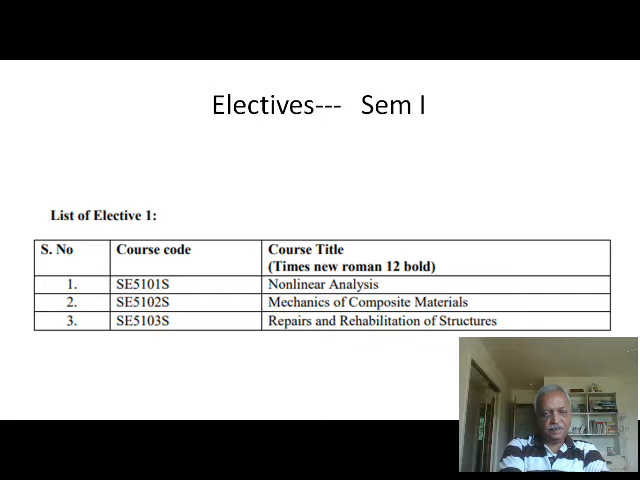 Electives--- Sem I
List of Elective 1:
S. No Course code Course Title
(Times new roman 12 bold)
1. SE5101S Nonlinear Analysis
2. SE5102S Mechanics of Composite Materials
3. SE5103S Repairs and Rehabilitation of Structures